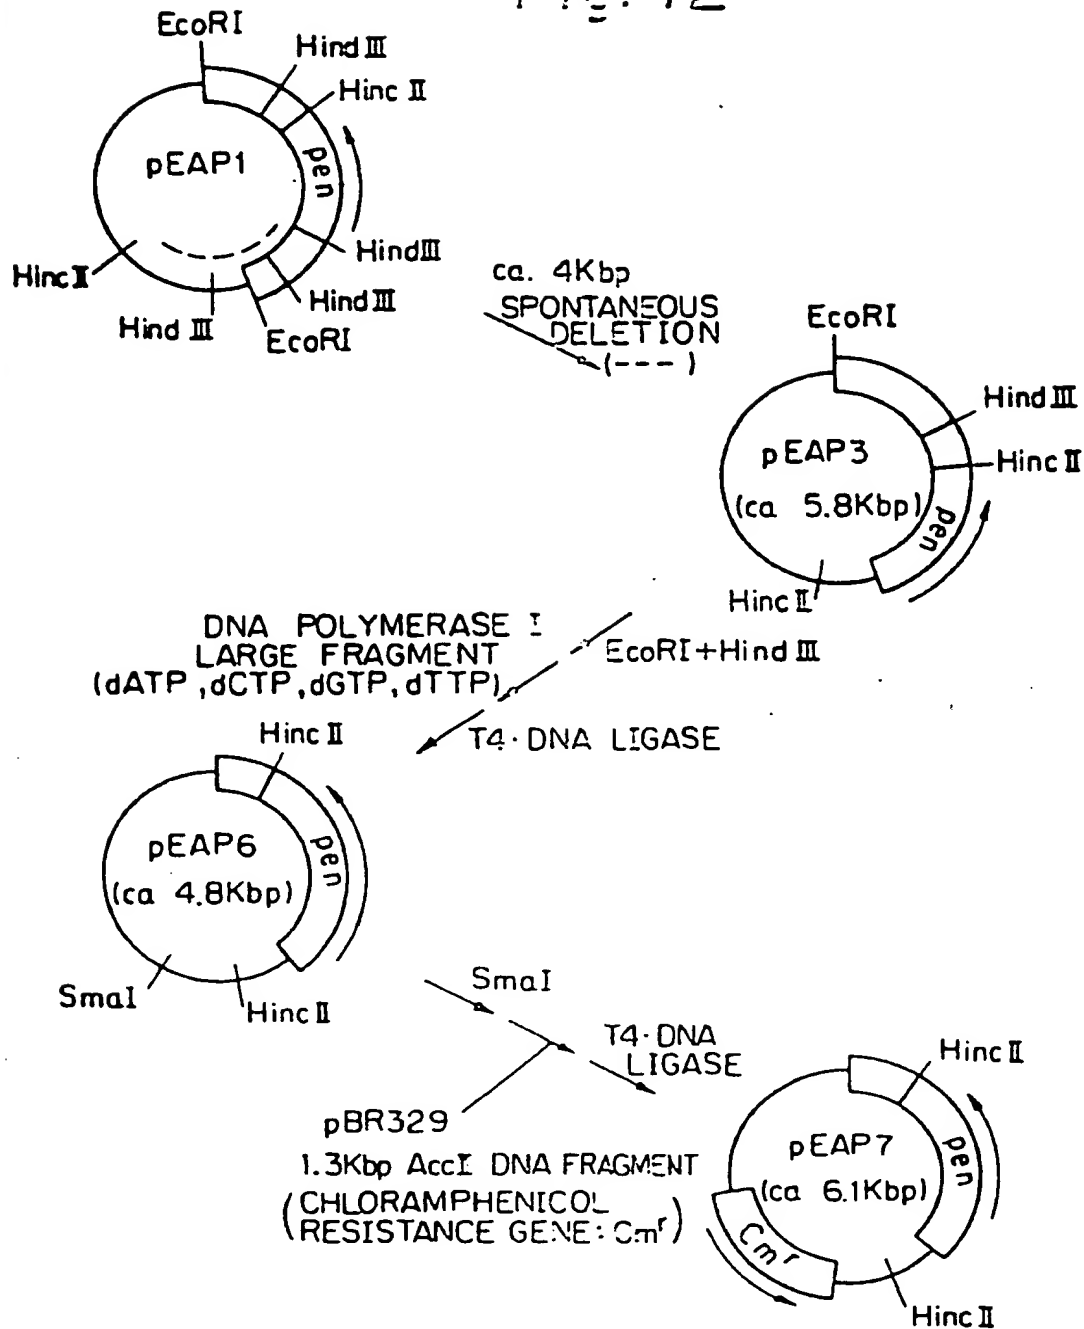 EcoRI
Hind III
Hinc II
pEAP1
pen
Hind III
Hinc II
Hind III
Hind III
EcoRI
ca. 4Kbp
SPONTANEOUS
DELETION
(--- )
EcoRI
Hind III
pEAP3
Hinc II
(ca 5.8Kbp)
pen
Hinc II
DNA POLYMERASE I
LARGE FRAGMENT
(dATP ,dCTP, dGTP, dTTP)
EcoRI+Hind III
T4·DNA LIGASE
Hinc II
pEAP6
(ca 4.8Kbp)
pen
SmaI
Hinc II
SmaI
T4·DNA
LIGASE
pBR329
1.3Kbp AccI DNA FRAGMENT
(CHLORAMPHENICOL
RESISTANCE GENE: Cmr)
Hinc II
pEAP7
(ca 6.1Kbp)
pen
Cmr
Hinc II